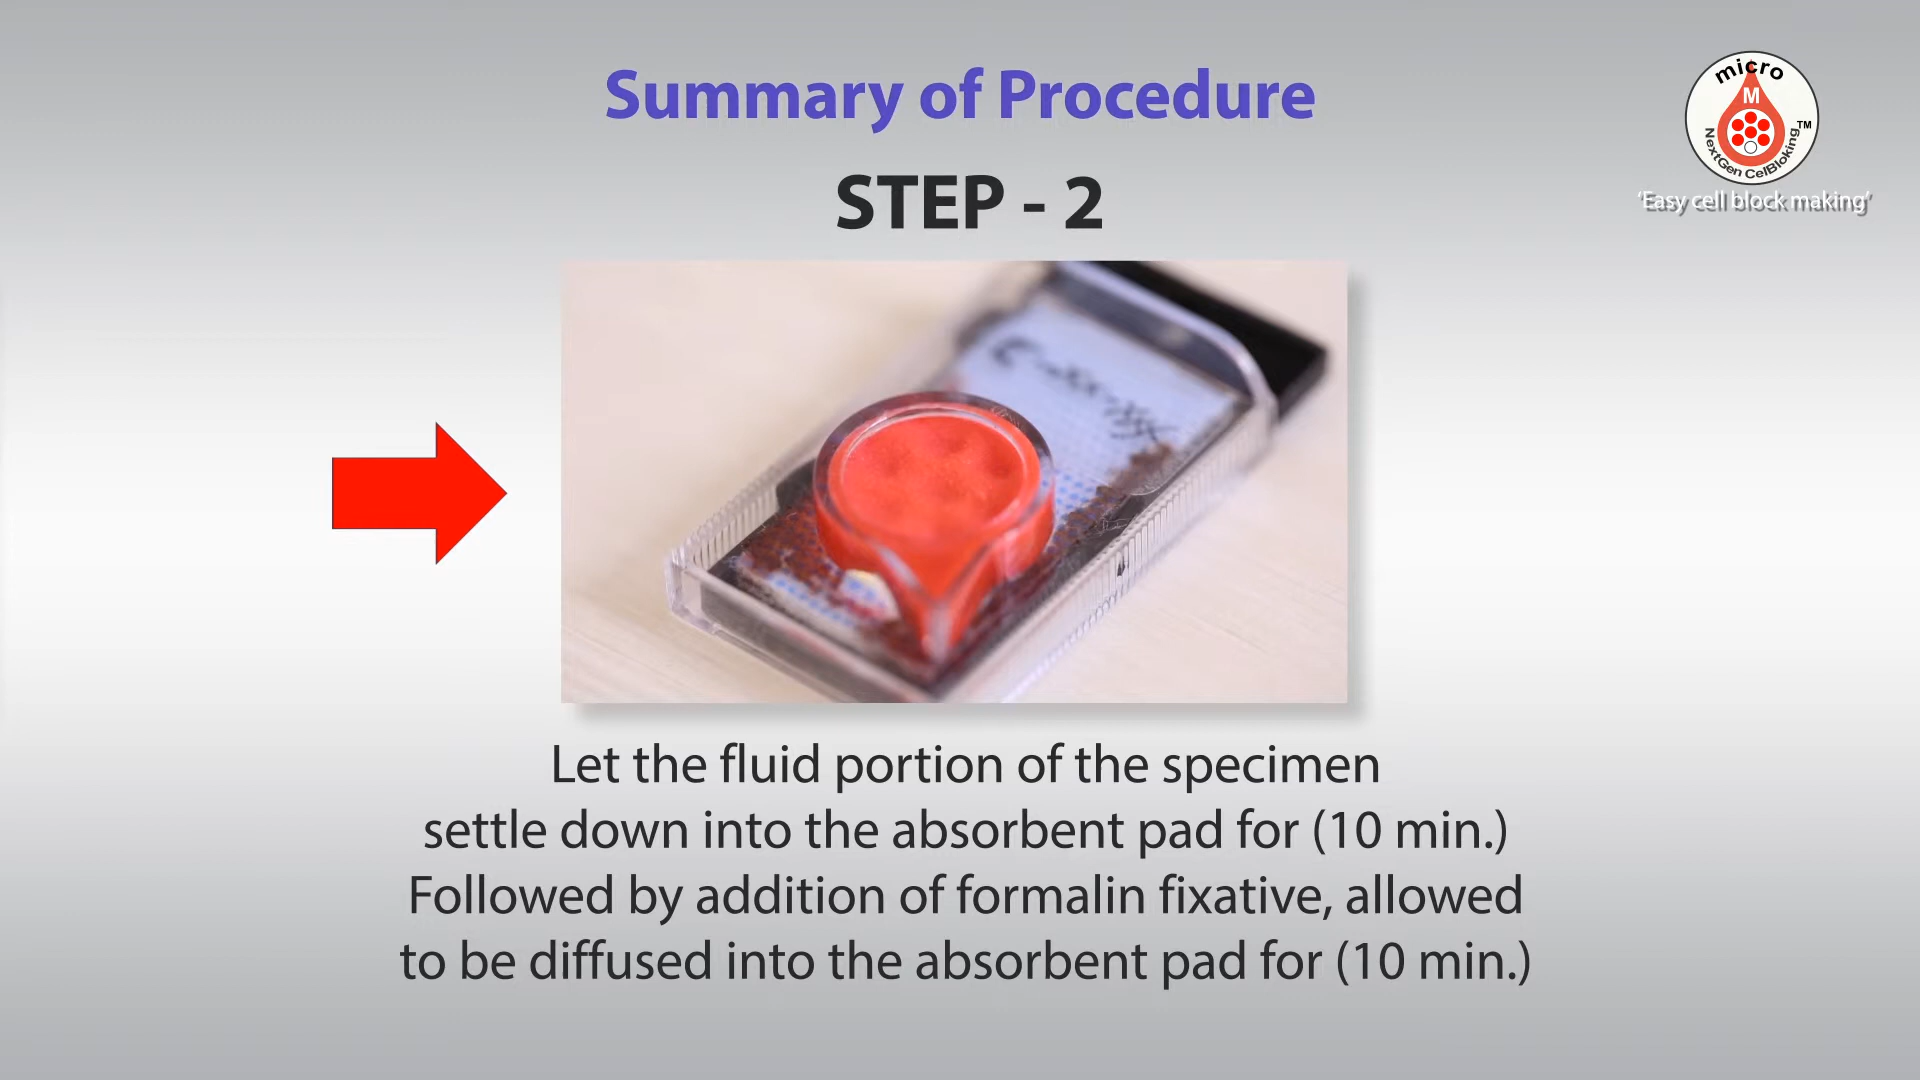 Summary of Procedure
STEP - 2
micro
M
NextGen CelBloking
TM
'Easy cell block making'
Let the fluid portion of the specimen
settle down into the absorbent pad for (10 min.)
Followed by addition of formalin fixative, allowed
to be diffused into the absorbent pad for (10 min.)